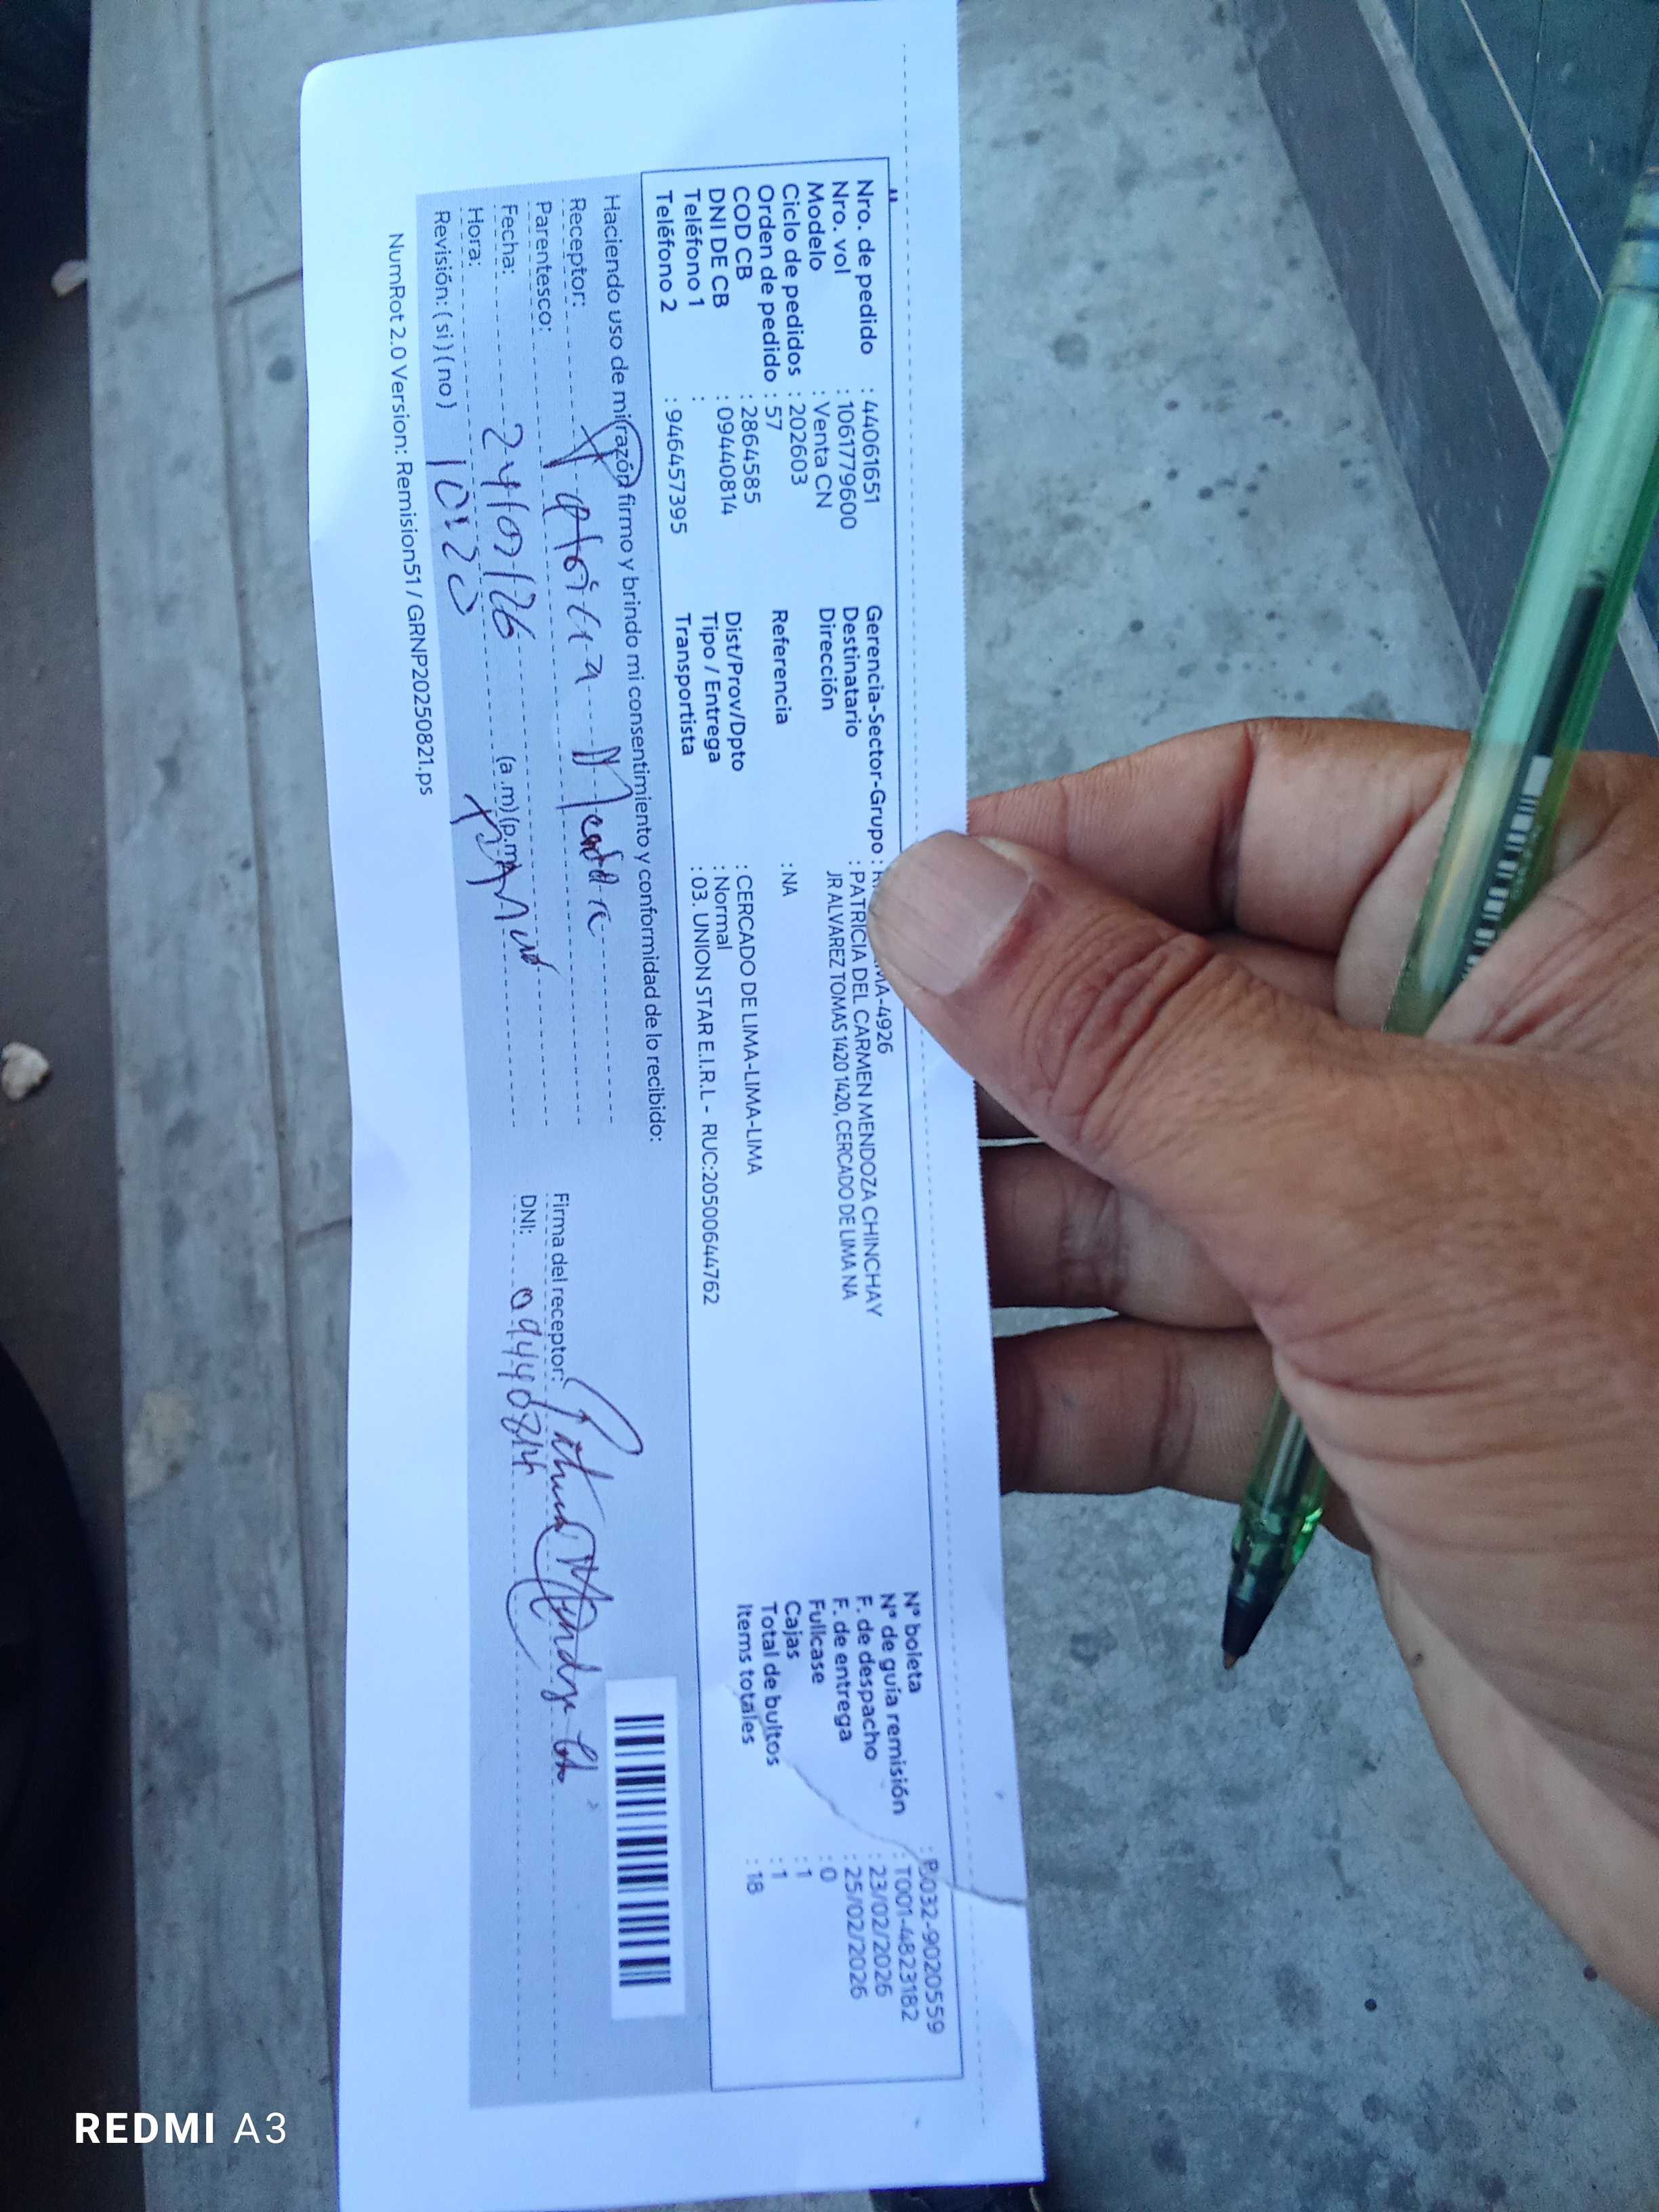 Nro. de pedido : 44061651
Nro. vol : 1061779600
Modelo : Venta CN
Ciclo de pedidos : 202603
Orden de pedido : 57
COD CB : 2864585
DNI DE CB : 09440814
Teléfono 1 :
Teléfono 2 : 946457395
Gerencia-Sector-Grupo : MA-4926
Destinatario : PATRICIA DEL CARMEN MENDOZA CHINCHAY
Dirección JR ALVAREZ TOMAS 1420 1420, CERCADO DE LIMA NA
Referencia : NA
Dist/Prov/Dpto : CERCADO DE LIMA-LIMA-LIMA
Tipo / Entrega : Normal
Transportista : 03. UNION STAR E.I.R.L - RUC:20500644762
N° boleta : B032-9020559
N° de guía remisión : T001-4823182
F. de despacho : 23/02/2026
F. de entrega : 25/02/2026
Fullcase : 0
Cajas : 1
Total de bultos : 1
Items totales : 18
Haciendo uso de mi razón firmo y brindo mi consentimiento y conformidad de lo recibido:
Receptor: Patricia
Parentesco:
Fecha: 24/02/26
Hora: 10:20 (a .m)(p.m)
Revisión: ( si ) ( no )
Firma del receptor:
DNI: 09440814
NumRot 2.0 Version: Remision51 / GRNP20250821.ps
REDMI A3